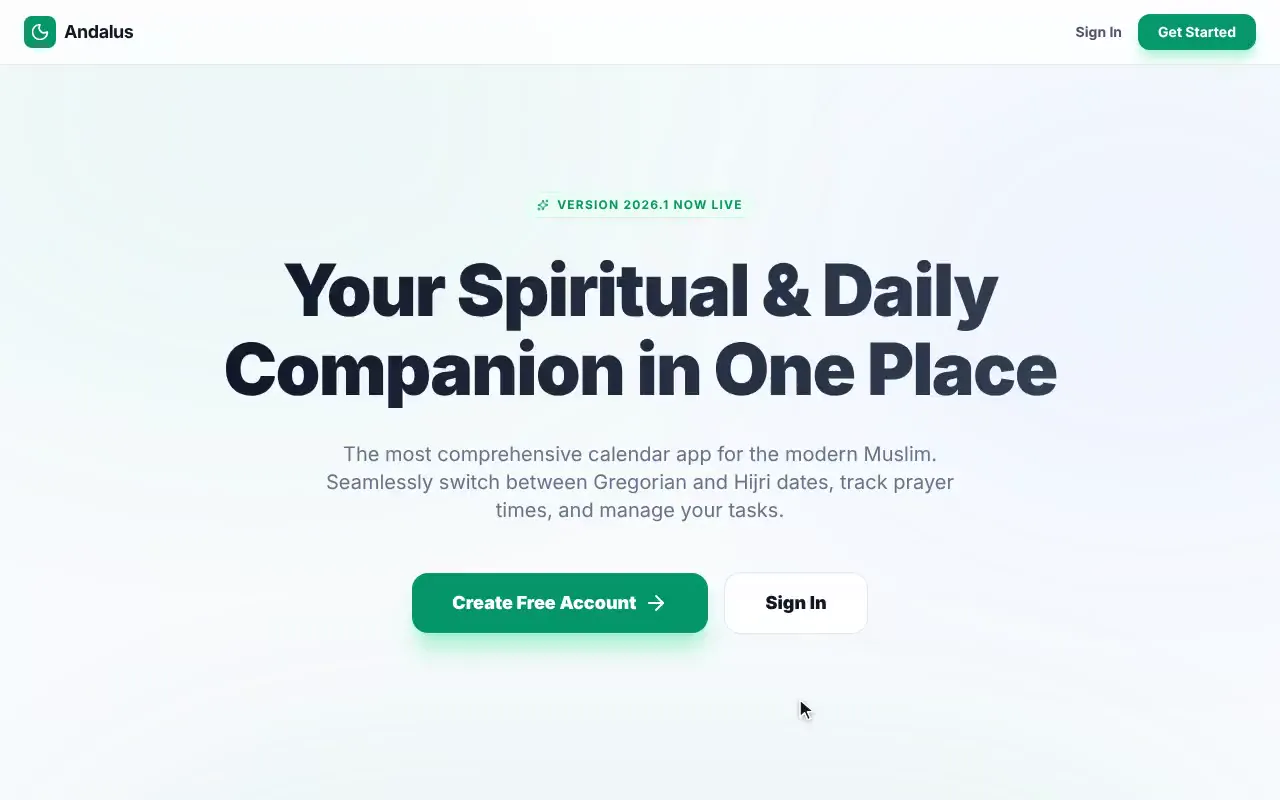 Andalus
Sign In
Get Started
VERSION 2026.1 NOW LIVE
Your Spiritual & Daily
Companion in One Place
The most comprehensive calendar app for the modern Muslim.
Seamlessly switch between Gregorian and Hijri dates, track prayer
times, and manage your tasks.
Create Free Account
Sign In